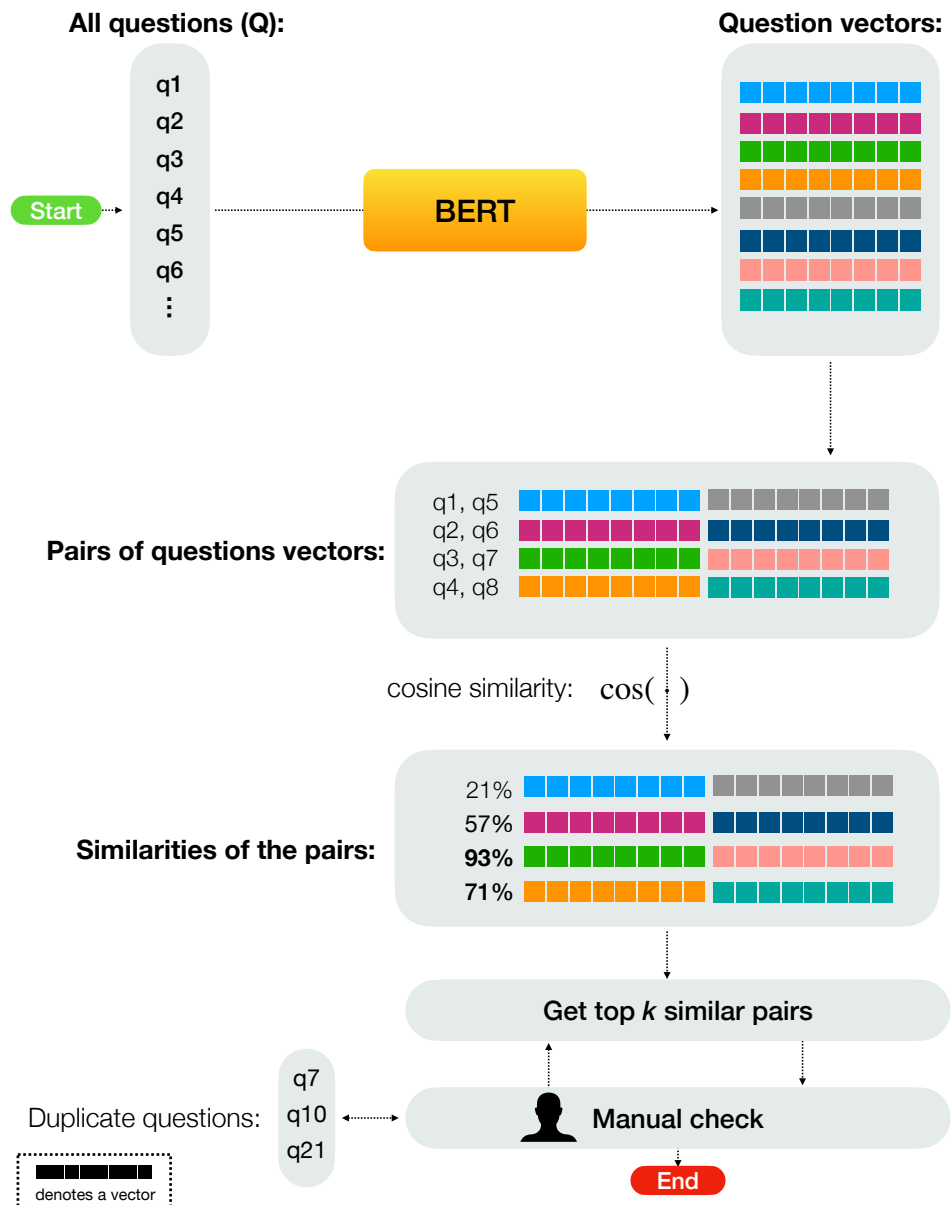 All questions (Q):
Question vectors:
q1
q2
q3
q4
q5
q6
⋮
Start
BERT
Pairs of questions vectors:
q1, q5
q2, q6
q3, q7
q4, q8
cosine similarity: cos( · )
Similarities of the pairs:
21%
57%
93%
71%
Get top k similar pairs
Duplicate questions:
q7
q10
q21
Manual check
End
denotes a vector